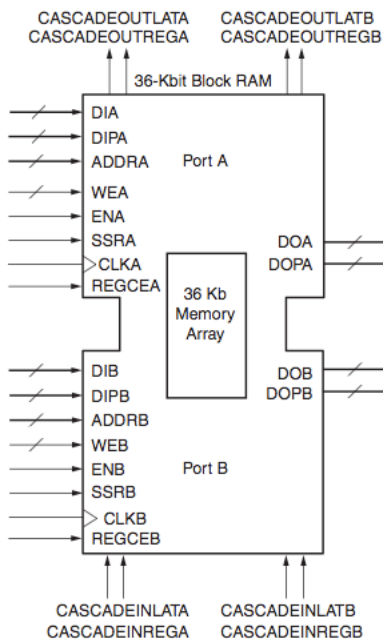 CASCADEOUTLATA CASCADEOUTLATB
CASCADEOUTREGA CASCADEOUTREGB
36-Kbit Block RAM
DIA
DIPA
ADDRA
Port A
WEA
ENA
SSRA
DOA
CLKA
DOPA
REGCEA
36 Kb
Memory
Array
DIB
DOB
DIPB
DOPB
ADDRB
WEB
ENB
Port B
SSRB
CLKB
REGCEB
CASCADEINLATA CASCADEINLATB
CASCADEINREGA CASCADEINREGB